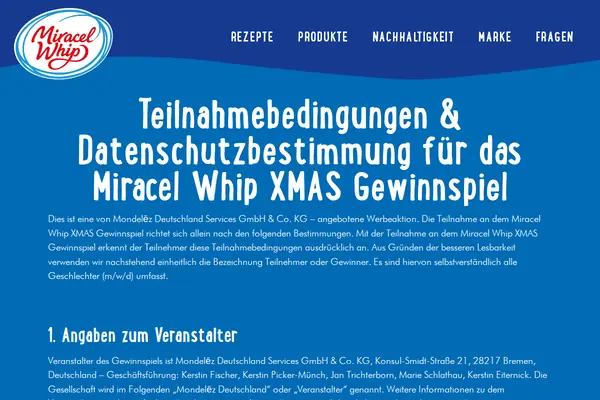 Miracel
Whip
REZEPTE PRODUKTE NACHHALTIGKEIT MARKE FRAGEN
Teilnahmebedingungen &
Datenschutzbestimmung für das
Miracel Whip XMAS Gewinnspiel
Dies ist eine von Mondelēz Deutschland Services GmbH & Co. KG – angebotene Werbeaktion. Die Teilnahme an dem Miracel
Whip XMAS Gewinnspiel richtet sich allein nach den folgenden Bestimmungen. Mit der Teilnahme an dem Miracel Whip XMAS
Gewinnspiel erkennt der Teilnehmer diese Teilnahmebedingungen ausdrücklich an. Aus Gründen der besseren Lesbarkeit
verwenden wir nachstehend einheitlich die Bezeichnung Teilnehmer oder Gewinner. Es sind hiervon selbstverständlich alle
Geschlechter (m/w/d) umfasst.
1. Angaben zum Veranstalter
Veranstalter des Gewinnspiels ist Mondelēz Deutschland Services GmbH & Co. KG, Konsul-Smidt-Straße 21, 28217 Bremen,
Deutschland – Geschäftsführung: Kerstin Fischer, Kerstin Picker-Münch, Jan Trichterborn, Marie Schlathau, Kerstin Eiternick. Die
Gesellschaft wird im Folgenden „Mondelēz Deutschland“ oder „Veranstalter“ genannt. Weitere Informationen zu dem